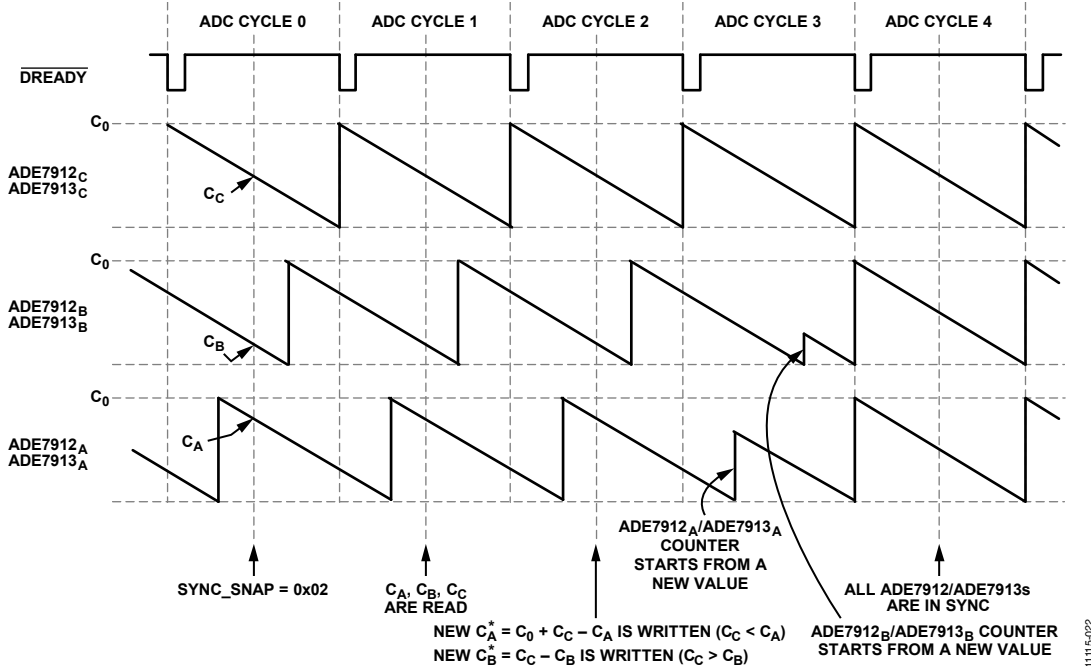 ADC CYCLE 0 ADC CYCLE 1 ADC CYCLE 2 ADC CYCLE 3 ADC CYCLE 4
DREADY
C0
ADE7912C
ADE7913C
CC
C0
ADE7912B
ADE7913B
CB
C0
ADE7912A
ADE7913A
CA
ADE7912A/ADE7913A
COUNTER
STARTS FROM A
NEW VALUE
SYNC_SNAP = 0x02
CA, CB, CC
ARE READ
ALL ADE7912/ADE7913s
ARE IN SYNC
NEW CA* = C0 + CC – CA IS WRITTEN (CC < CA)
NEW CB* = CC – CB IS WRITTEN (CC > CB)
ADE7912B/ADE7913B COUNTER
STARTS FROM A NEW VALUE
11115-022